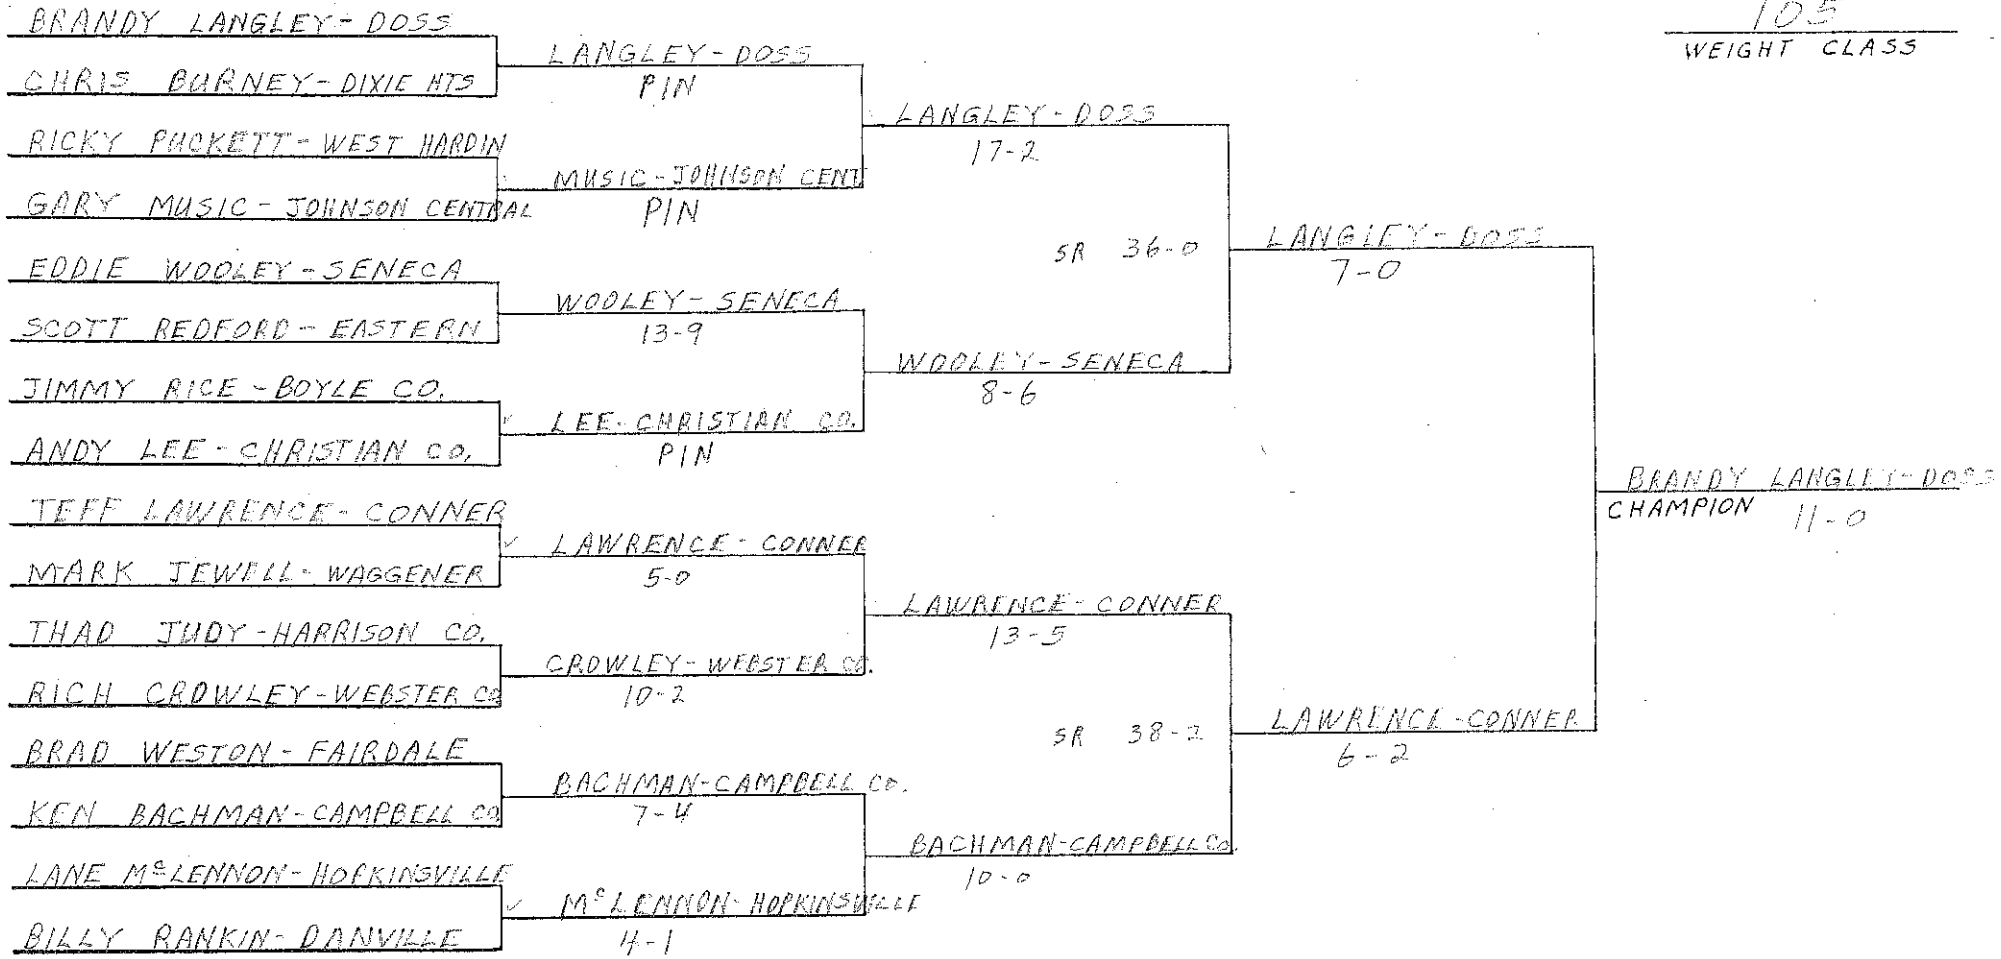 105
WEIGHT CLASS
BRANDY LANGLEY-DOSS
CHRIS BURNEY-DIXIE HTS
RICKY PUCKETT-WEST HARDIN
GARY MUSIC-JOHNSON CENTRAL
EDDIE WOOLEY-SENECA
SCOTT REDFORD-EASTERN
JIMMY RICE-BOYLE CO.
ANDY LEE-CHRISTIAN CO.
JEFF LAWRENCE-CONNER
MARK JEWELL-WAGGENER
THAD JUDY-HARRISON CO.
RICH CROWLEY-WEBSTER CO
BRAD WESTON-FAIRDALE
KEN BACHMAN-CAMPBELL CO
LANE McLENNON-HOPKINSVILLE
BILLY RANKIN-DANVILLE
LANGLEY-DOSS
PIN
MUSIC-JOHNSON CENT
PIN
WOOLEY-SENECA
13-9
LEE-CHRISTIAN CO.
PIN
LAWRENCE-CONNER
5-0
CROWLEY-WEBSTER CO.
10-2
BACHMAN-CAMPBELL CO.
7-4
McLENNON-HOPKINSVILLE
4-1
LANGLEY-DOSS
17-2
WOOLEY-SENECA
8-6
LAWRENCE-CONNER
13-5
BACHMAN-CAMPBELL CO.
10-0
SR 36-0
LANGLEY-DOSS
7-0
SR 38-2
LAWRENCE-CONNER
6-2
BRANDY LANGLEY-DOSS
CHAMPION 11-0